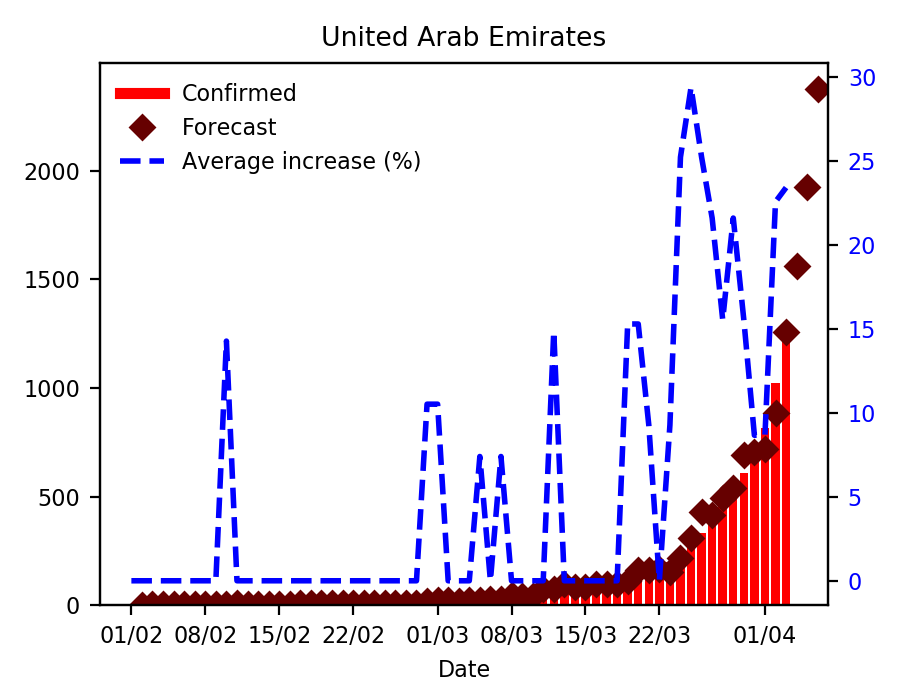 United Arab Emirates
Confirmed
Forecast
Average increase (%)
30
25
20
15
10
5
0
2000
1500
1000
500
0
01/02 08/02 15/02 22/02 01/03 08/03 15/03 22/03 01/04
Date